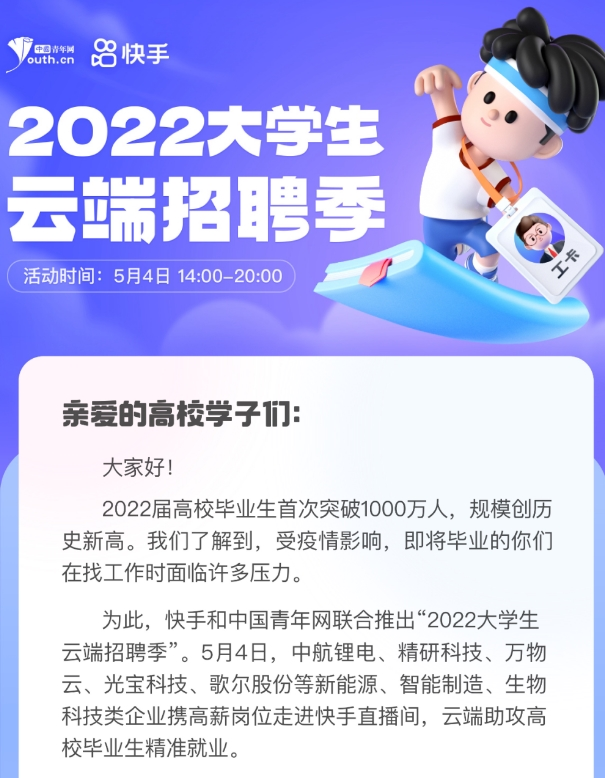 中国青年网
Youth.cn
快手
2022大学生
云端招聘季
活动时间：5月4日 14:00-20:00
工卡
亲爱的高校学子们：
大家好！
2022届高校毕业生首次突破1000万人，规模创历
史新高。我们了解到，受疫情影响，即将毕业的你们
在找工作时面临许多压力。
为此，快手和中国青年网联合推出“2022大学生
云端招聘季”。5月4日，中航锂电、精研科技、万物
云、光宝科技、歌尔股份等新能源、智能制造、生物
科技类企业携高薪岗位走进快手直播间，云端助攻高
校毕业生精准就业。